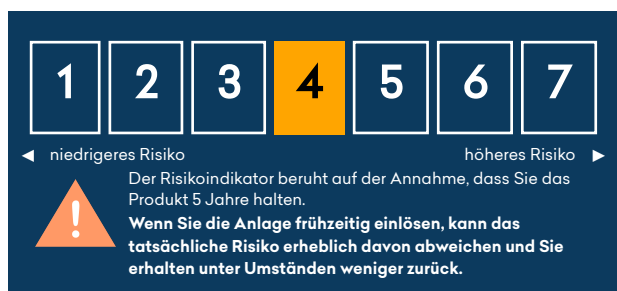 1 2 3 4 5 6 7
◄ niedrigeres Risiko höheres Risiko ►
Der Risikoindikator beruht auf der Annahme, dass Sie das
Produkt 5 Jahre halten.
Wenn Sie die Anlage frühzeitig einlösen, kann das
tatsächliche Risiko erheblich davon abweichen und Sie
erhalten unter Umständen weniger zurück.